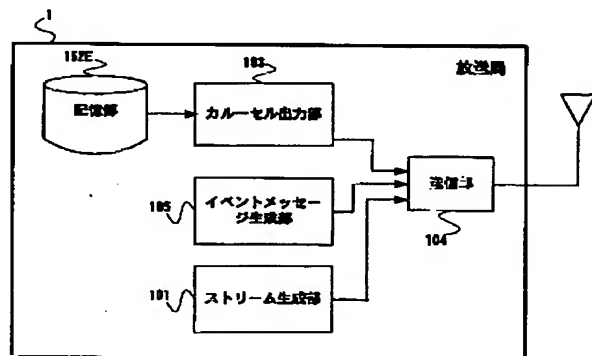 1
152E
記憶部
103
カルーセル出力部
放送局
105
イベントメッセ
ージ生成部
送信部
104
101
ストリーム生成部